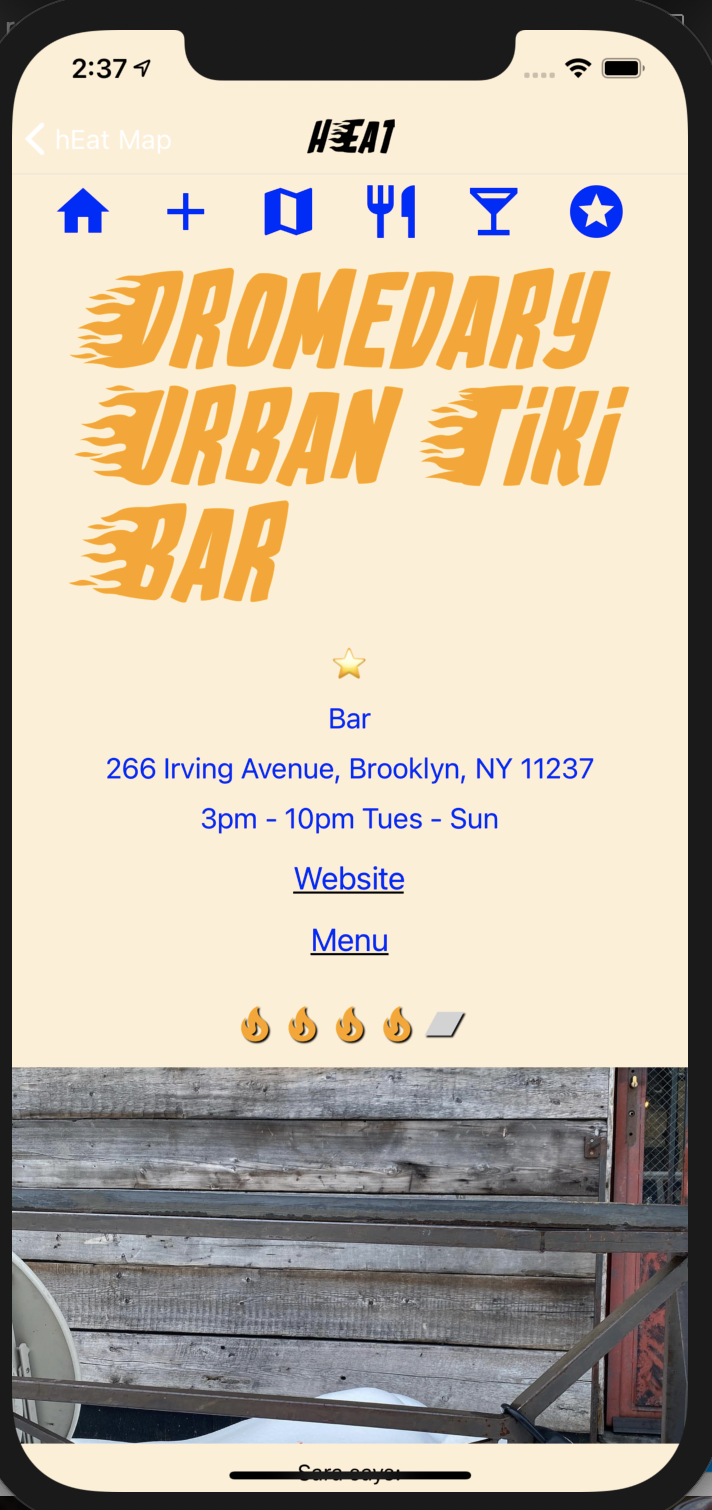 2:37
hEat Map
HEAT
DROMEDARY
URBAN TIKI
BAR
Bar
266 Irving Avenue, Brooklyn, NY 11237
3pm - 10pm Tues - Sun
Website
Menu
Sara says: